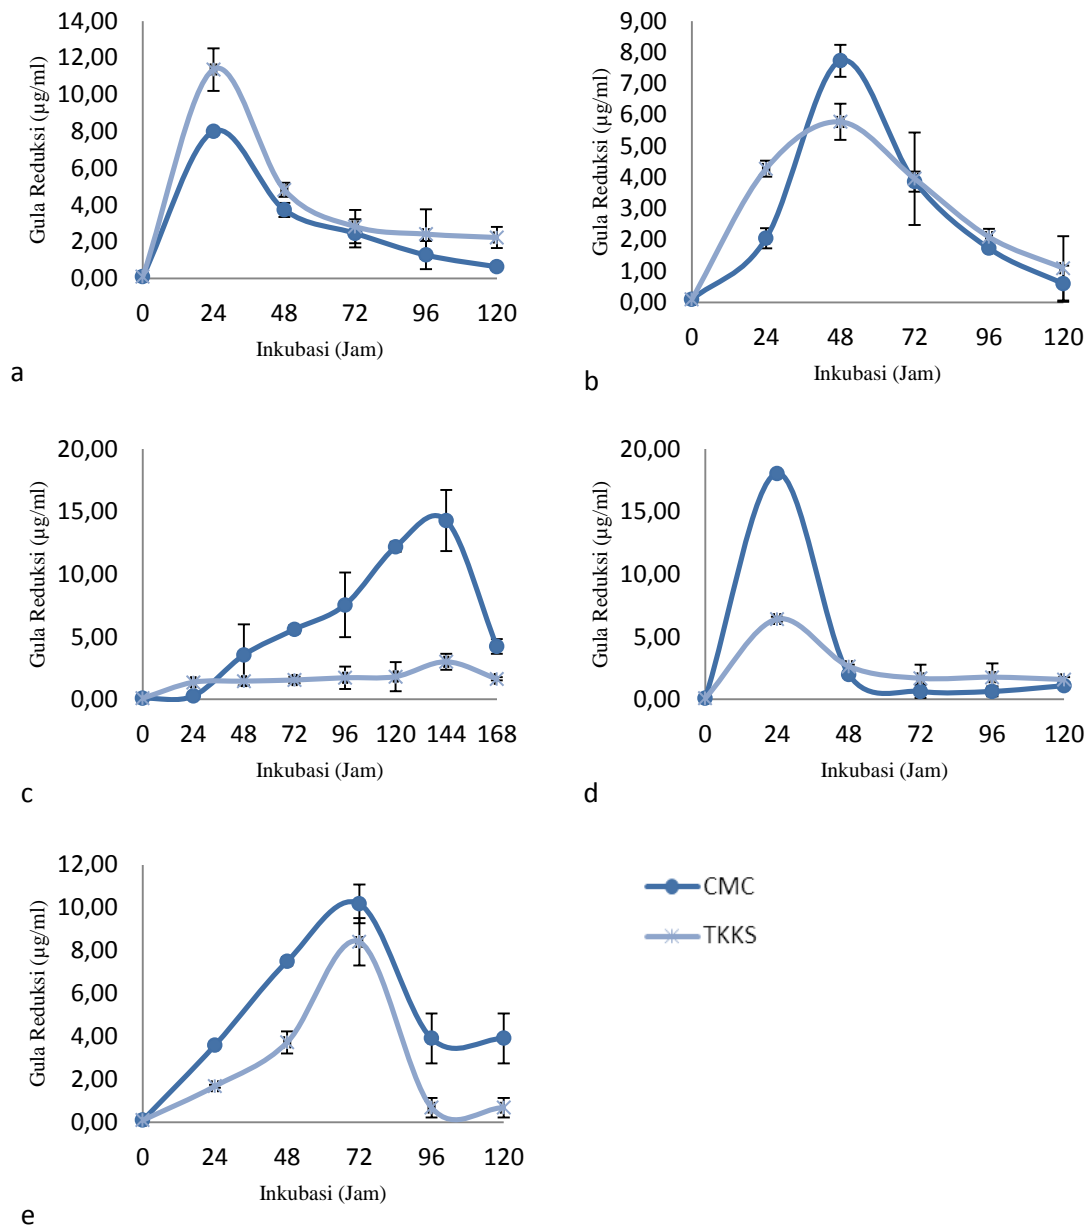 14,00
12,00
10,00
8,00
6,00
4,00
2,00
0,00
Gula Reduksi (µg/ml)
0 24 48 72 96 120
Inkubasi (Jam)
a
9,00
8,00
7,00
6,00
5,00
4,00
3,00
2,00
1,00
0,00
Gula Reduksi (µg/ml)
0 24 48 72 96 120
Inkubasi (Jam)
b
20,00
15,00
10,00
5,00
0,00
Gula Reduksi (µg/ml)
0 24 48 72 96 120 144 168
Inkubasi (Jam)
c
20,00
15,00
10,00
5,00
0,00
Gula Reduksi (µg/ml)
0 24 48 72 96 120
Inkubasi (Jam)
d
12,00
10,00
8,00
6,00
4,00
2,00
0,00
Gula Reduksi (µg/ml)
0 24 48 72 96 120
Inkubasi (Jam)
e
CMC
TKKS